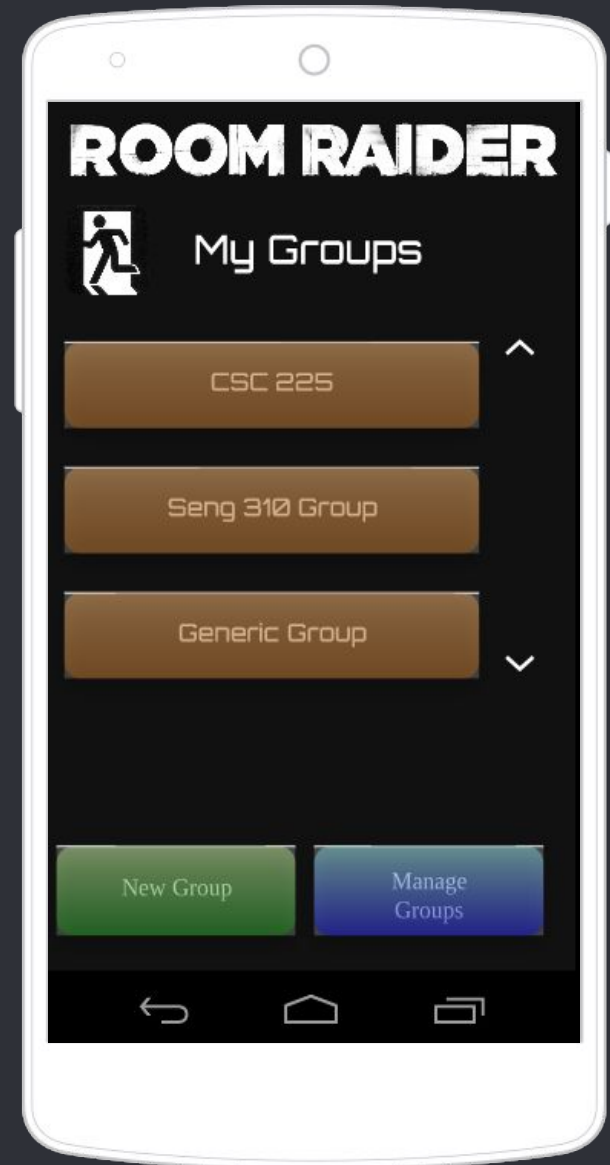 ROOM RAIDER
My Groups
CSC 225
Seng 310 Group
Generic Group
New Group
Manage
Groups